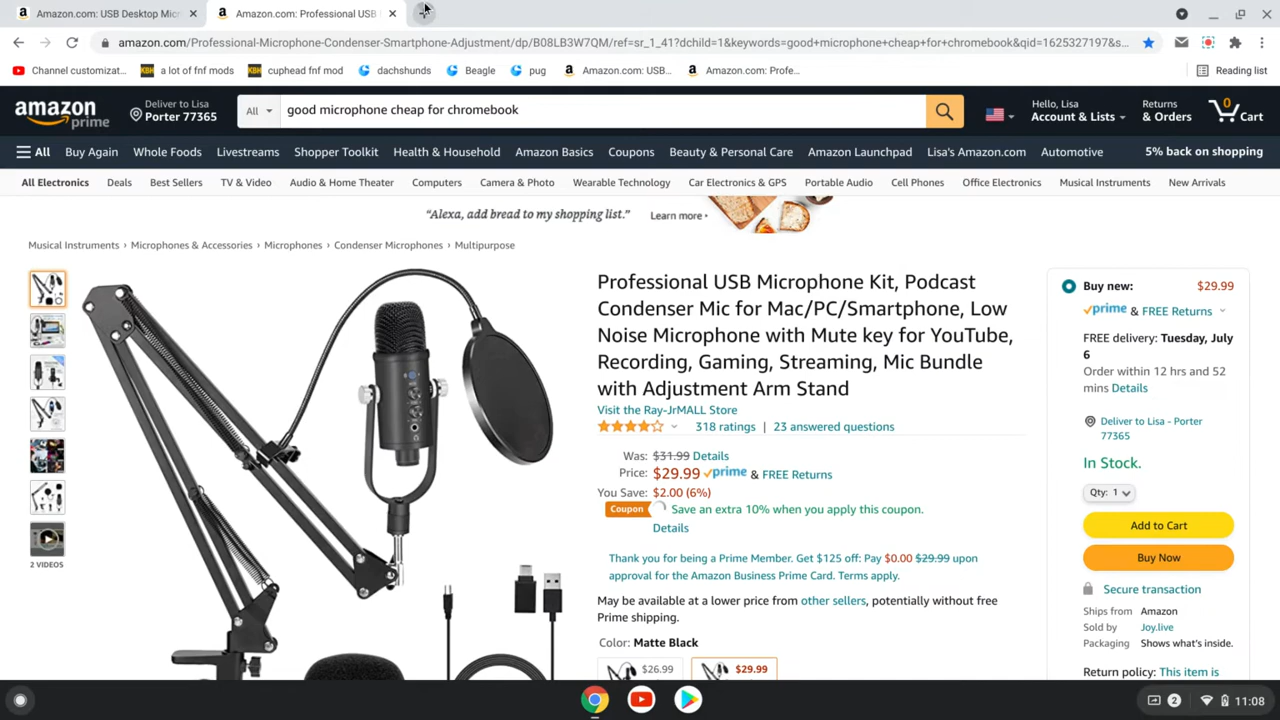 Amazon.com: USB Desktop Micr
Amazon.com: Professional USB
amazon.com/Professional-Microphone-Condenser-Smartphone-Adjustment/dp/B08LB3W7QM/ref=sr_1_41?dchild=1&keywords=good+microphone+cheap+for+chromebook&qid=1625327197&s...
Channel customizat...
a lot of fnf mods
cuphead fnf mod
dachshunds
Beagle
pug
Amazon.com: USB...
Amazon.com: Profe...
Reading list
amazon
prime
Deliver to Lisa
Porter 77365
All
good microphone cheap for chromebook
Hello, Lisa
Account & Lists
Returns
& Orders
0
Cart
All Buy Again Whole Foods Livestreams Shopper Toolkit Health & Household Amazon Basics Coupons Beauty & Personal Care Amazon Launchpad Lisa's Amazon.com Automotive 5% back on shopping
All Electronics Deals Best Sellers TV & Video Audio & Home Theater Computers Camera & Photo Wearable Technology Car Electronics & GPS Portable Audio Cell Phones Office Electronics Musical Instruments New Arrivals
“Alexa, add bread to my shopping list.” Learn more ›
Musical Instruments › Microphones & Accessories › Microphones › Condenser Microphones › Multipurpose
2 VIDEOS
Professional USB Microphone Kit, Podcast
Condenser Mic for Mac/PC/Smartphone, Low
Noise Microphone with Mute key for YouTube,
Recording, Gaming, Streaming, Mic Bundle
with Adjustment Arm Stand
Visit the Ray-JrMALL Store
318 ratings | 23 answered questions
Was: $31.99 Details
Price: $29.99 prime & FREE Returns
You Save: $2.00 (6%)
Coupon Save an extra 10% when you apply this coupon.
Details
Thank you for being a Prime Member. Get $125 off: Pay $0.00 $29.99 upon
approval for the Amazon Business Prime Card. Terms apply.
May be available at a lower price from other sellers, potentially without free
Prime shipping.
Color: Matte Black
$26.99
$29.99
Buy new: $29.99
prime & FREE Returns
FREE delivery: Tuesday, July
6
Order within 12 hrs and 52
mins Details
Deliver to Lisa - Porter
77365
In Stock.
Qty: 1
Add to Cart
Buy Now
Secure transaction
Ships from Amazon
Sold by Joy.live
Packaging Shows what's inside.
Return policy: This item is
2
11:08